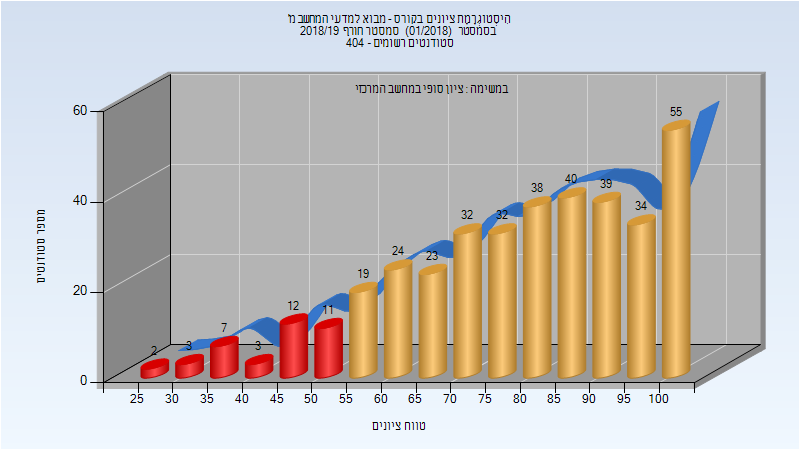 היסטוגרמת ציונים בקורס - מבוא למדעי המחשב מ'
בסמסטר (01/2018) סמסטר חורף 2018/19
סטודנטים רשומים - 404
במשימה : ציון סופי במחשב המרכזי
מספר סטודנטים
60
40
20
0
2
3
7
3
12
11
19
24
23
32
32
38
40
39
34
55
25 30 35 40 45 50 55 60 65 70 75 80 85 90 95 100
טווח ציונים